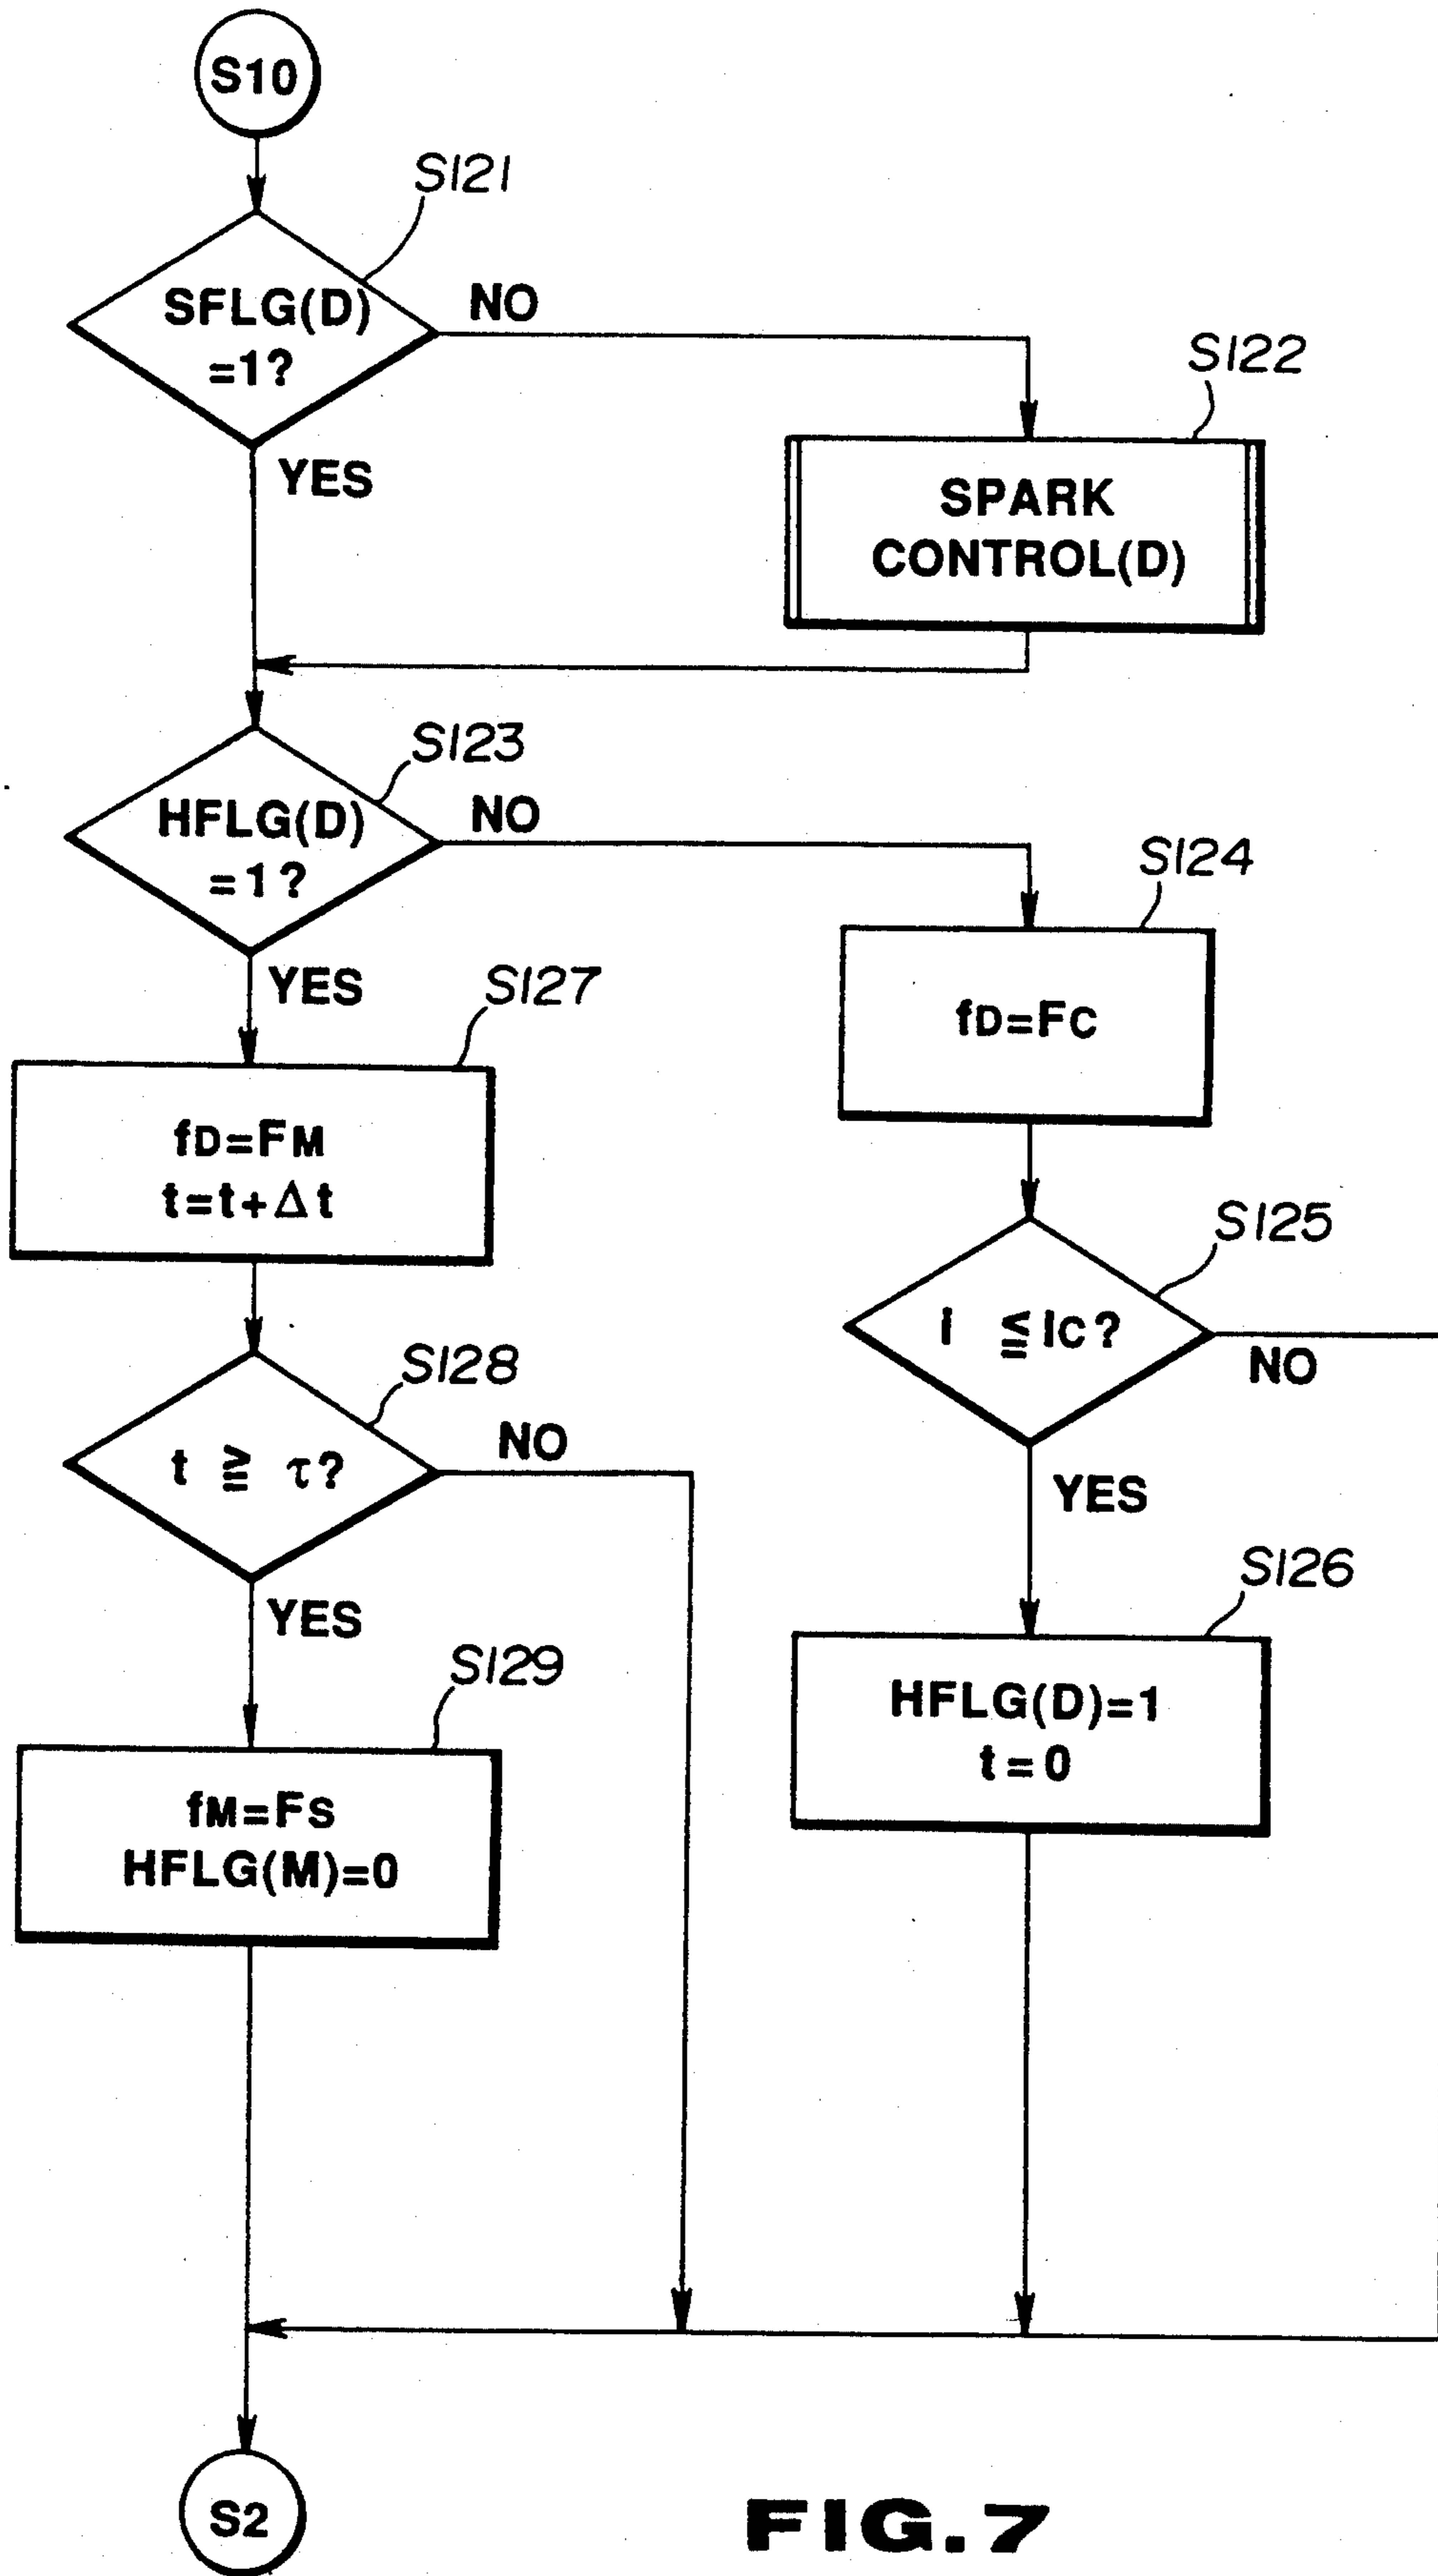 S10
S121
SFLG(D)
=1?
NO
YES
S122
SPARK
CONTROL(D)
S123
HFLG(D)
=1?
NO
YES
S124
fD=FC
S127
fD=FM
t=t+Δt
S125
i ≦ IC?
NO
YES
S128
t ≧ τ?
NO
YES
S126
HFLG(D)=1
t=0
S129
fM=FS
HFLG(M)=0
S2
FIG.7